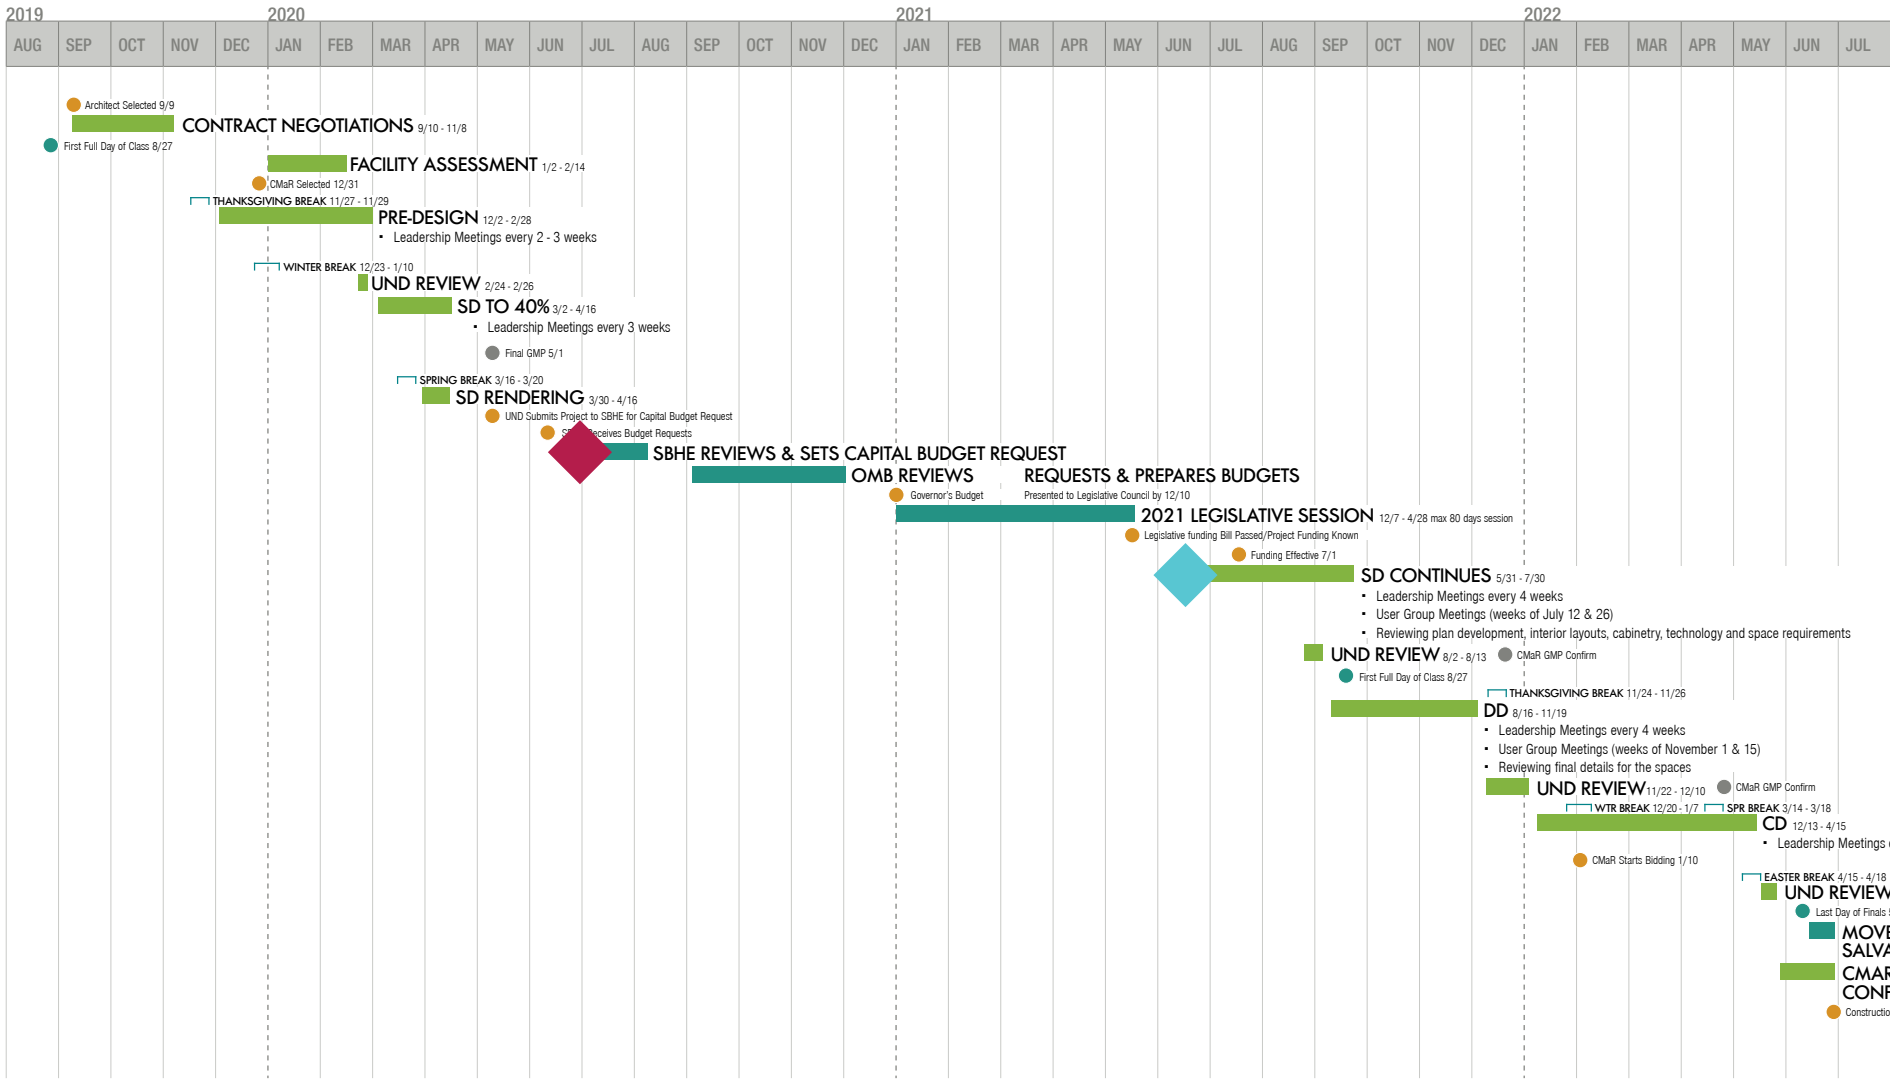 2019 2020 2021 2022
AUG SEP OCT NOV DEC JAN FEB MAR APR MAY JUN JUL AUG SEP OCT NOV DEC JAN FEB MAR APR MAY JUN JUL AUG SEP OCT NOV DEC JAN FEB MAR APR MAY JUN JUL
Architect Selected 9/9
CONTRACT NEGOTIATIONS 9/10 - 11/8
First Full Day of Class 8/27
FACILITY ASSESSMENT 1/2 - 2/14
CMaR Selected 12/31
THANKSGIVING BREAK 11/27 - 11/29
PRE-DESIGN 12/2 - 2/28
▪ Leadership Meetings every 2 - 3 weeks
WINTER BREAK 12/23 - 1/10
UND REVIEW 2/24 - 2/26
SD TO 40% 3/2 - 4/16
▪ Leadership Meetings every 3 weeks
Final GMP 5/1
SPRING BREAK 3/16 - 3/20
SD RENDERING 3/30 - 4/16
UND Submits Project to SBHE for Capital Budget Request
Receives Budget Requests
SBHE REVIEWS & SETS CAPITAL BUDGET REQUEST
OMB REVIEWS REQUESTS & PREPARES BUDGETS
Governor's Budget Presented to Legislative Council by 12/10
2021 LEGISLATIVE SESSION 12/7 - 4/28 max 80 days session
Legislative funding Bill Passed/Project Funding Known
Funding Effective 7/1
SD CONTINUES 5/31 - 7/30
▪ Leadership Meetings every 4 weeks
▪ User Group Meetings (weeks of July 12 & 26)
▪ Reviewing plan development, interior layouts, cabinetry, technology and space requirements
UND REVIEW 8/2 - 8/13 CMaR GMP Confirm
First Full Day of Class 8/27
THANKSGIVING BREAK 11/24 - 11/26
DD 8/16 - 11/19
▪ Leadership Meetings every 4 weeks
▪ User Group Meetings (weeks of November 1 & 15)
▪ Reviewing final details for the spaces
UND REVIEW 11/22 - 12/10 CMaR GMP Confirm
WTR BREAK 12/20 - 1/7 SPR BREAK 3/14 - 3/18
CD 12/13 - 4/15
▪ Leadership Meetings
CMaR Starts Bidding 1/10
EASTER BREAK 4/15 - 4/18
UND REVIEW
Last Day of Finals
MOVE
SALVA
CMAR
CONF
Constructio